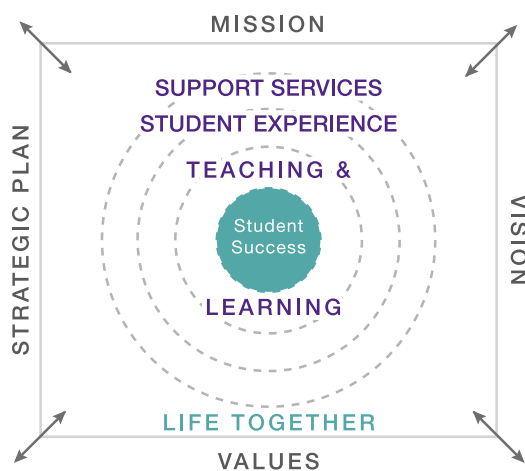 MISSION
SUPPORT SERVICES
STUDENT EXPERIENCE
TEACHING &
STRATEGIC PLAN
Student
Success
VISION
LEARNING
LIFE TOGETHER
VALUES